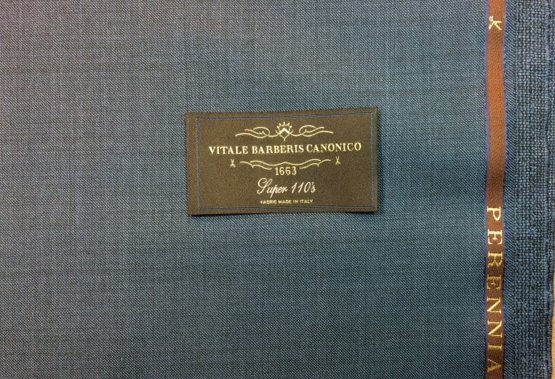 VITALE BARBERIS CANONICO
1663
Super 110's
FABRIC MADE IN ITALY
PERENNIA